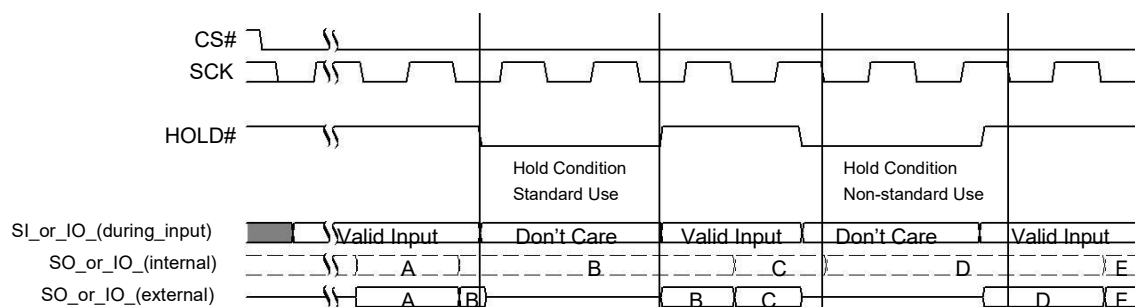 CS#
SCK
HOLD#
Hold Condition
Standard Use
Hold Condition
Non-standard Use
SI_or_IO_(during_input) Valid Input Don't Care Valid Input Don't Care Valid Input
SO_or_IO_(internal) A B C D E
SO_or_IO_(external) A B B C D E